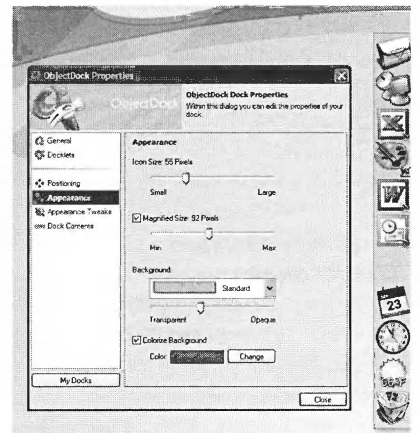 ObjectDock Properties
ObjectDock
ObjectDock Dock Properties
Within this dialog you can edit the properties of your
dock.
General
Docklets
Positioning
Appearance
Appearance Tweaks
Dock Contents
My Docks
Appearance
Icon Size: 55 Pixels
Small Large
Magnified Size: 92 Pixels
Min Max
Background:
Standard
Transparent Opaque
Colorize Background
Color: Change
Close
X
W
23